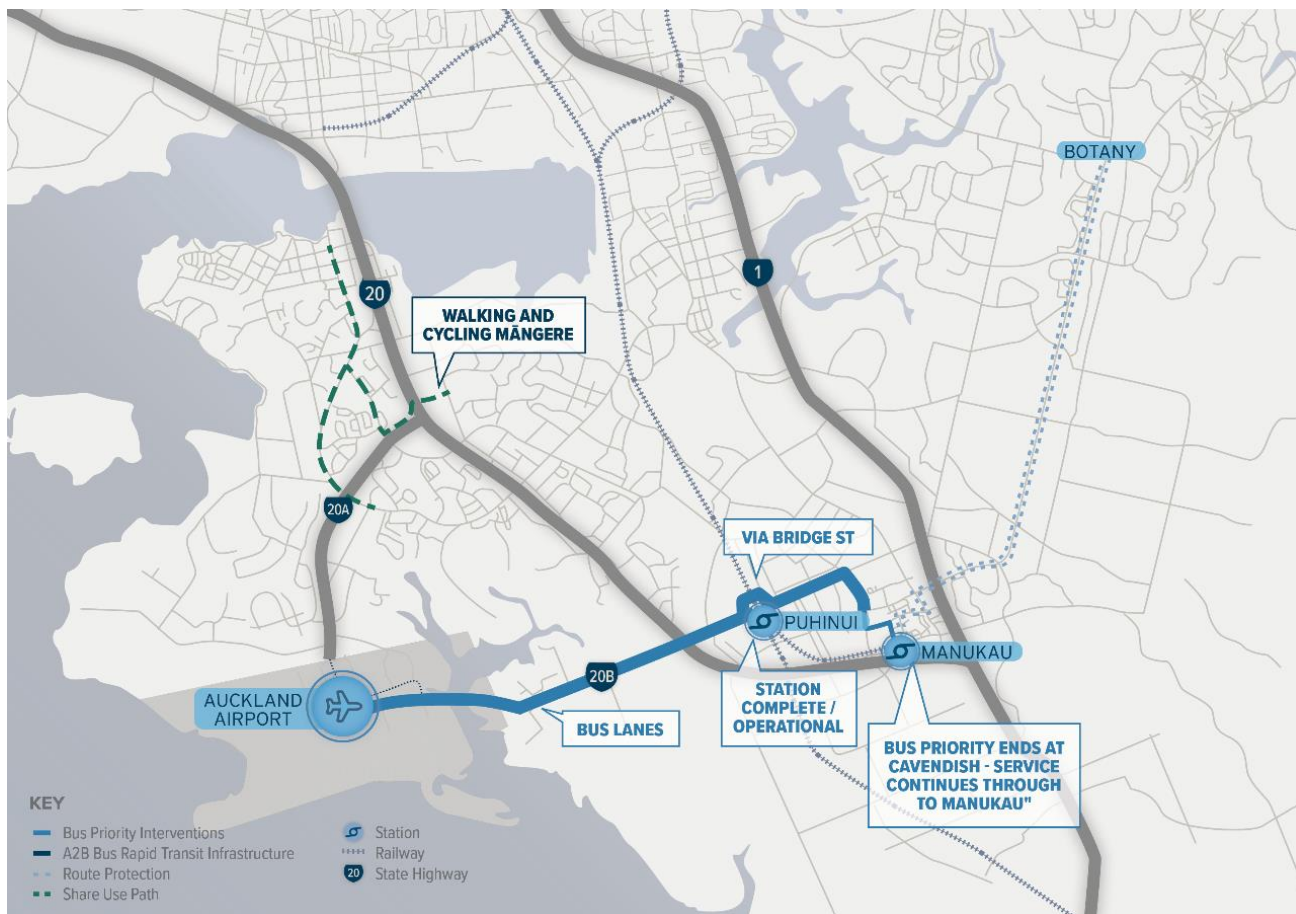 BOTANY
1
20
WALKING AND
CYCLING MĀNGERE
20A
VIA BRIDGE ST
PUHINUI
MANUKAU
20B
AUCKLAND
AIRPORT
BUS LANES
STATION
COMPLETE /
OPERATIONAL
BUS PRIORITY ENDS AT
CAVENDISH - SERVICE
CONTINUES THROUGH
TO MANUKAU"
KEY
Bus Priority Interventions
A2B Bus Rapid Transit Infrastructure
Route Protection
Share Use Path
Station
Railway
20 State Highway